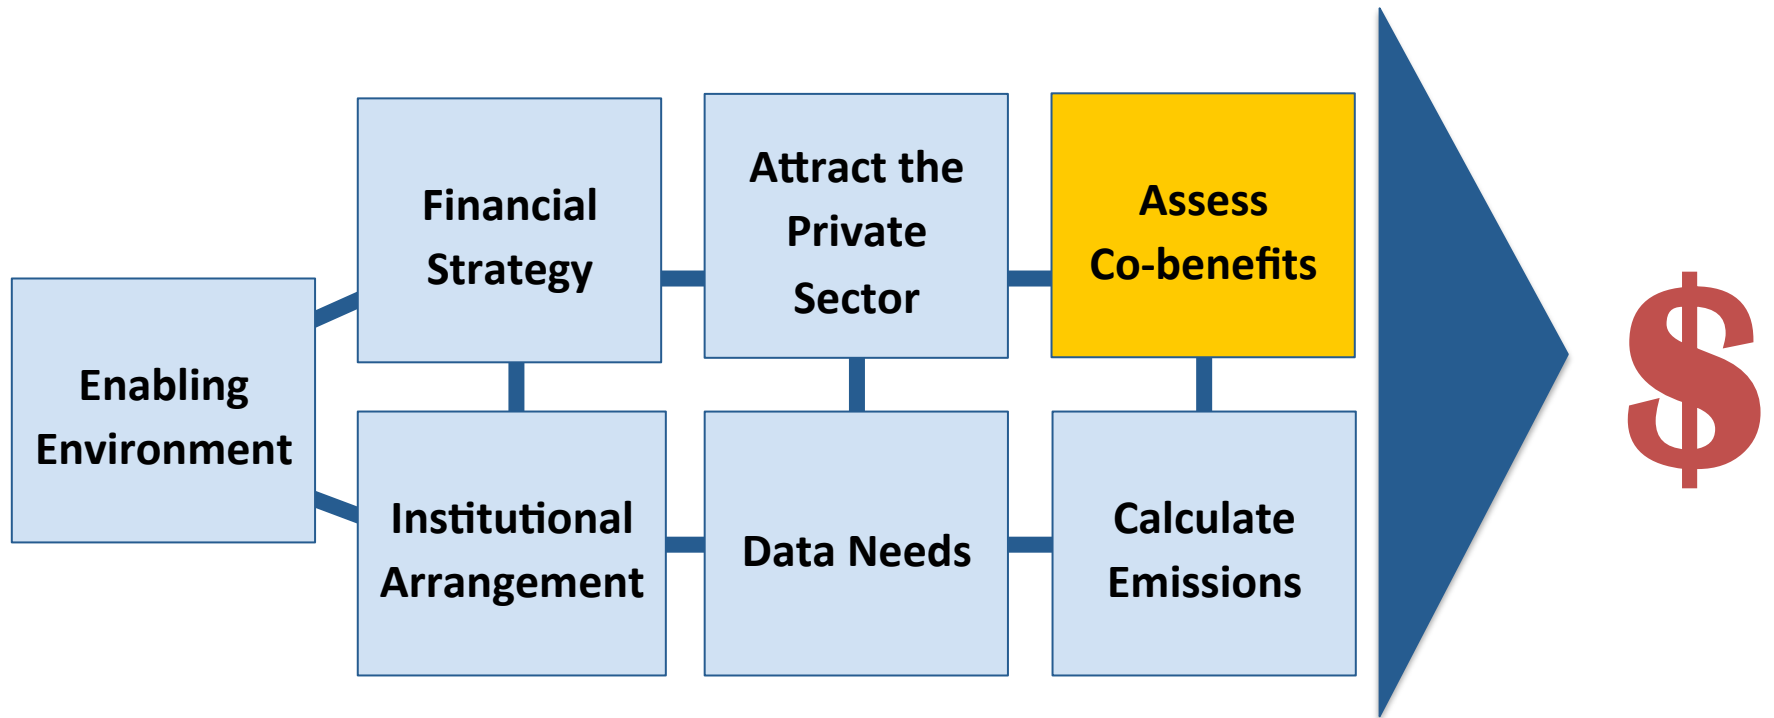 Enabling
Environment
Financial
Strategy
Institutional
Arrangement
Attract the
Private
Sector
Data Needs
Assess
Co-benefits
Calculate
Emissions
$